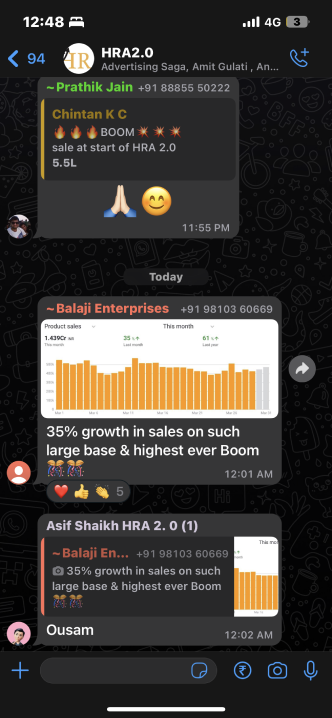 12:48
4G 3
94
HRA2.0
Advertising Saga, Amit Gulati , An...
~Prathik Jain +91 88855 50222
Chintan K C
🔥🔥🔥BOOM💥💥💥
sale at start of HRA 2.0
5.5L
🙏🏻😊
11:55 PM
Today
~Balaji Enterprises +91 98103 60669
Product sales This month
1.439Cr 35 % 61 %
This month Last month Last year
35% growth in sales on such
large base & highest ever Boom
🎊🎊
12:01 AM
❤️👍👏 5
Asif Shaikh HRA 2. 0 (1)
~Balaji En... +91 98103 60669
This mon
📷 35% growth in sales on such
large base & highest ever Boom
🎊🎊
Ousam
12:02 AM